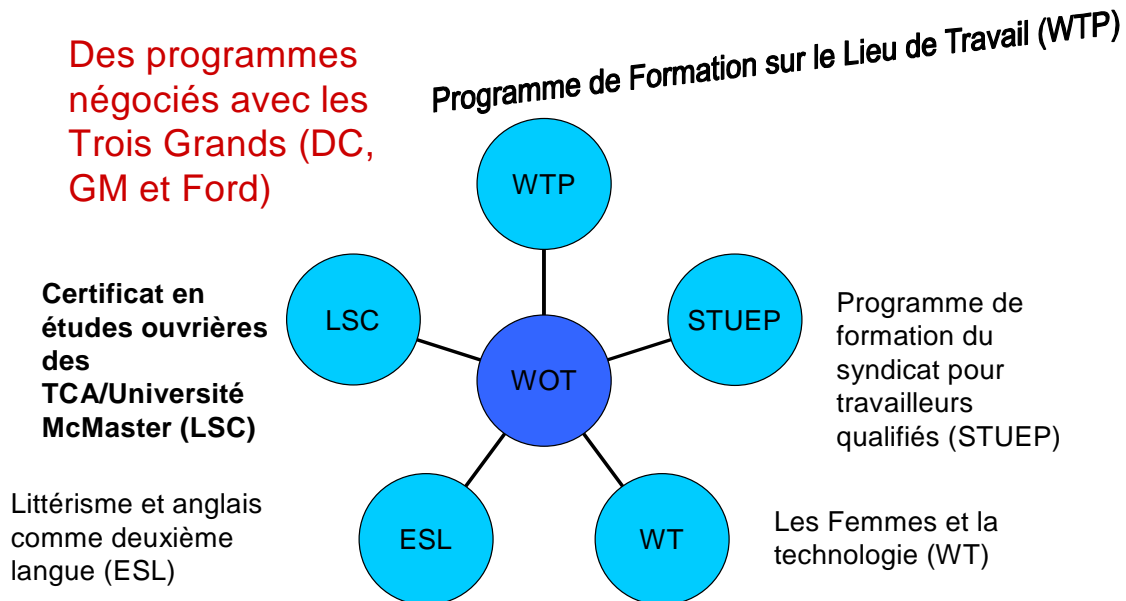 Des programmes
négociés avec les
Trois Grands (DC,
GM et Ford)
Programme de Formation sur le Lieu de Travail (WTP)
WTP
LSC
STUEP
WOT
ESL
WT
Certificat en
études ouvrières
des
TCA/Université
McMaster (LSC)
Programme de
formation du
syndicat pour
travailleurs
qualifiés (STUEP)
Littérisme et anglais
comme deuxième
langue (ESL)
Les Femmes et la
technologie (WT)